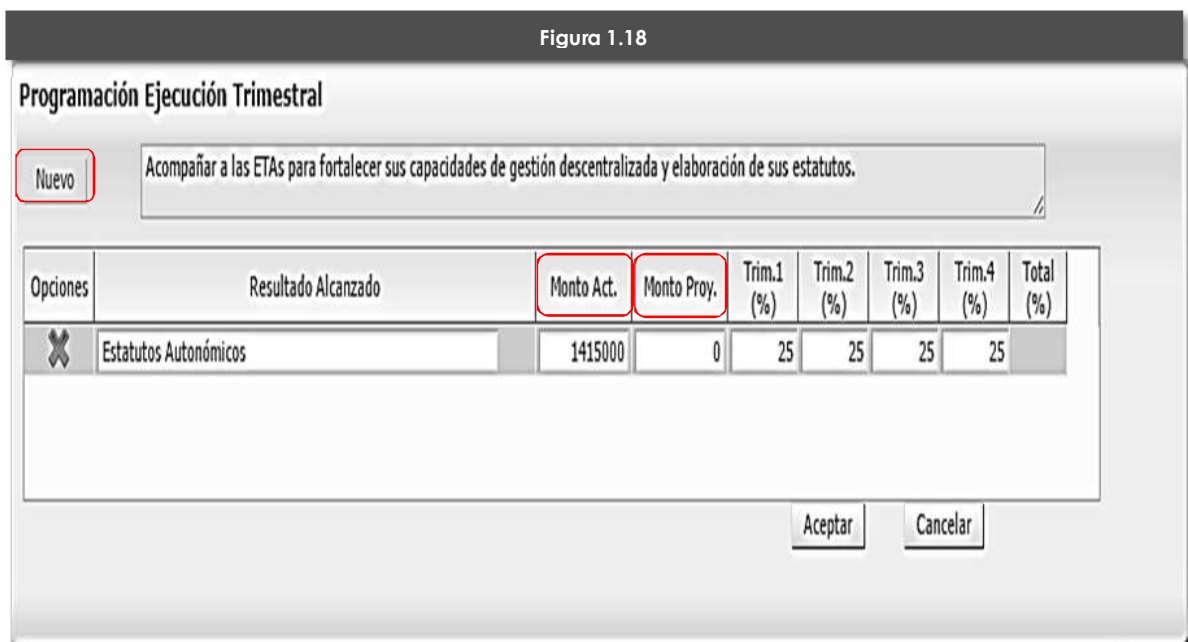 Figura 1.18
Programación Ejecución Trimestral
Nuevo
Acompañar a las ETAs para fortalecer sus capacidades de gestión descentralizada y elaboración de sus estatutos.
Opciones Resultado Alcanzado Monto Act. Monto Proy. Trim.1 (%) Trim.2 (%) Trim.3 (%) Trim.4 (%) Total (%)
Estatutos Autonómicos 1415000 0 25 25 25 25
Aceptar Cancelar